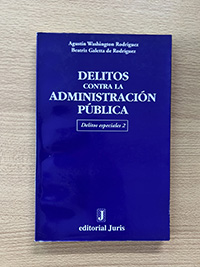 Agustín Washington Rodríguez
Beatriz Galetta de Rodríguez
DELITOS
CONTRA LA
ADMINISTRACIÓN
PÚBLICA
Delitos especiales 2
J
editorial Juris